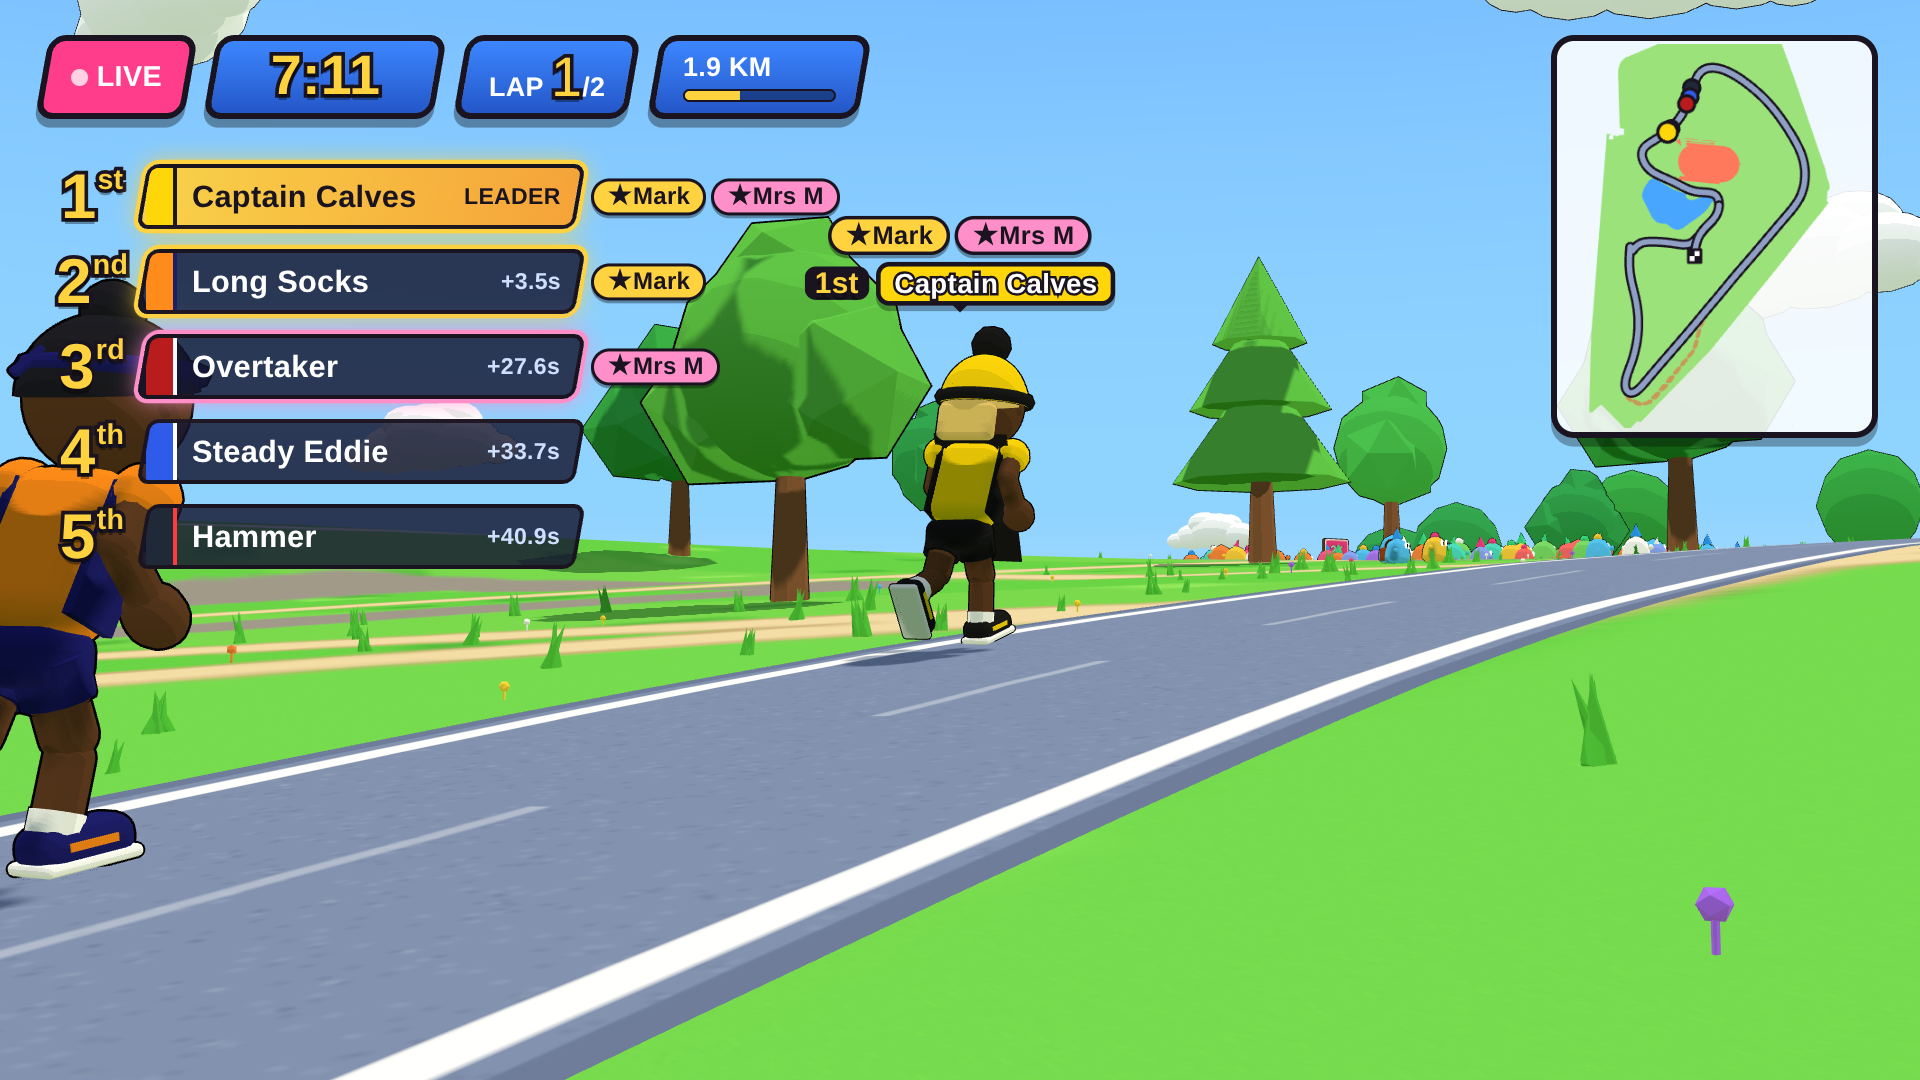 LIVE
7:11
LAP 1/2
1.9 KM
1st Captain Calves LEADER ★Mark ★Mrs M
2nd Long Socks +3.5s ★Mark
3rd Overtaker +27.6s ★Mrs M
4th Steady Eddie +33.7s
5th Hammer +40.9s
★Mark ★Mrs M
1st Captain Calves